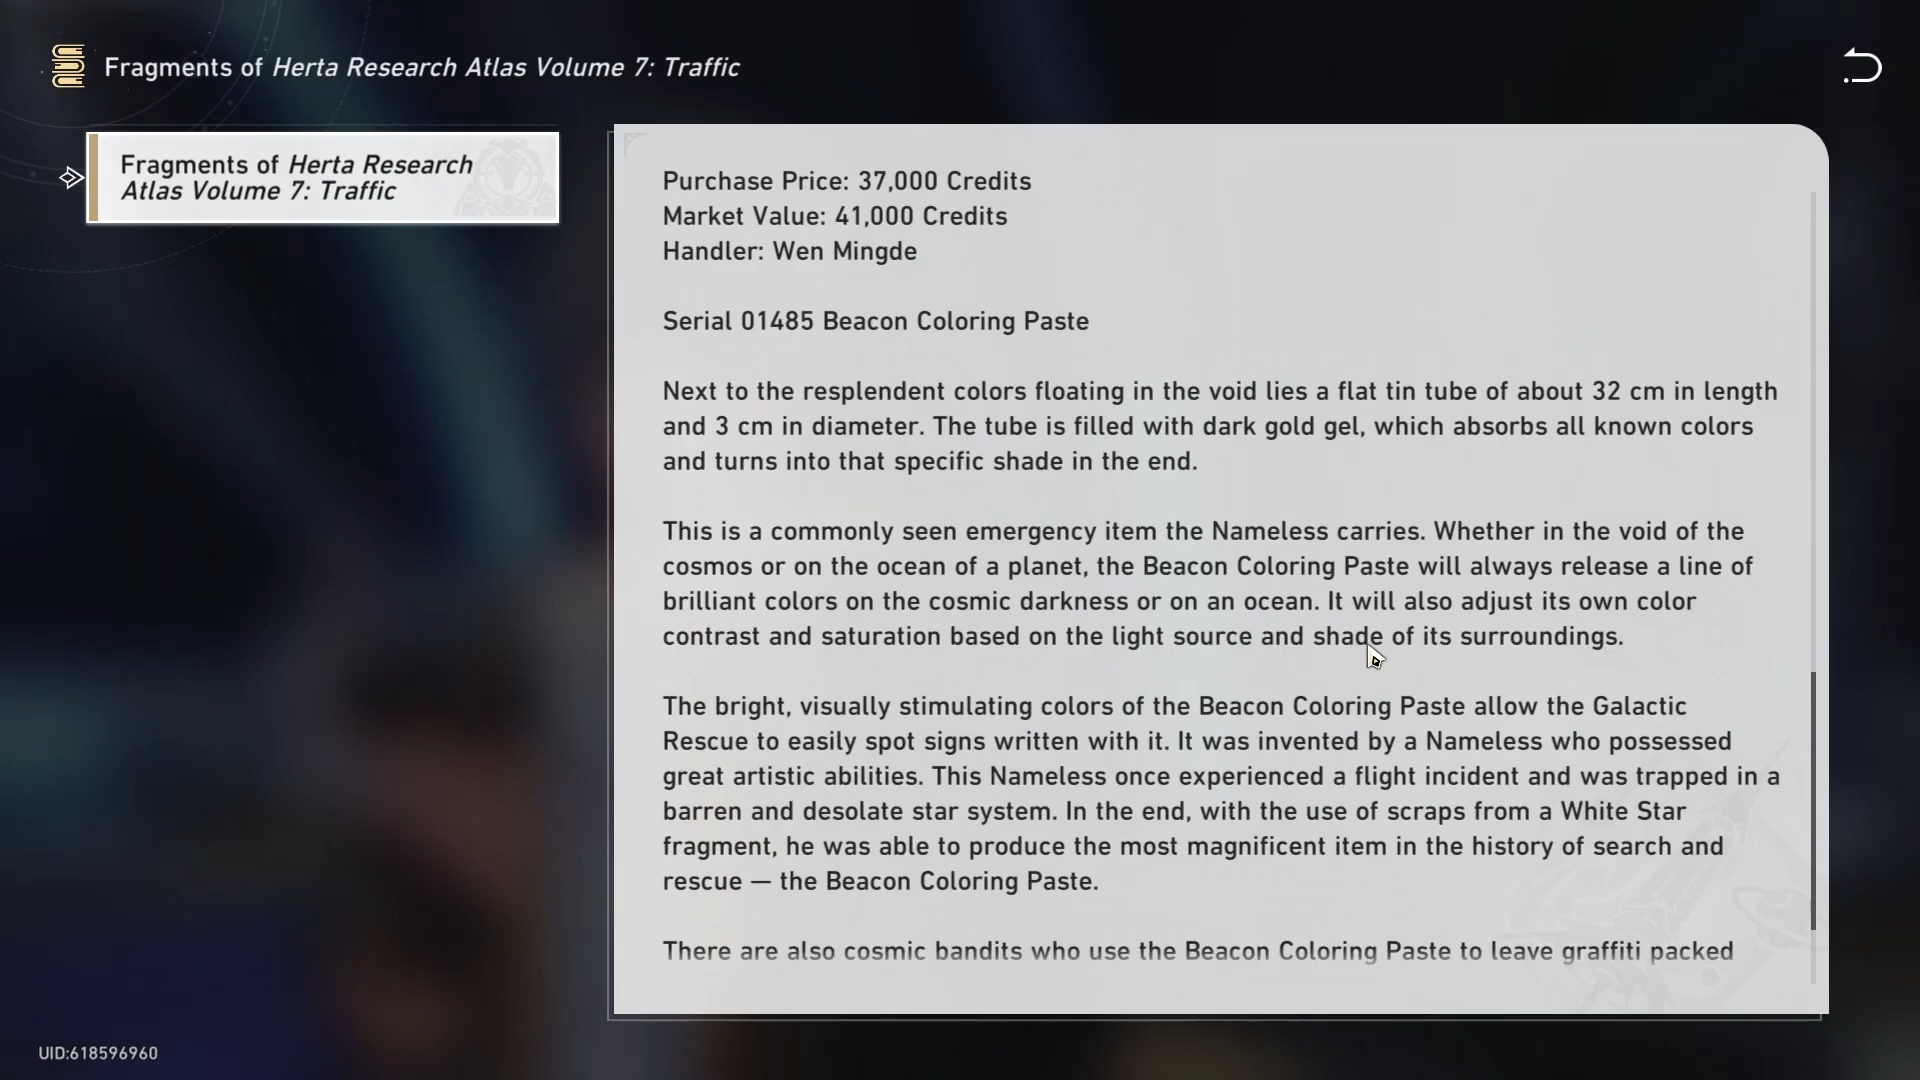 Fragments of Herta Research Atlas Volume 7: Traffic
Fragments of Herta Research
Atlas Volume 7: Traffic
Purchase Price: 37,000 Credits
Market Value: 41,000 Credits
Handler: Wen Mingde
Serial 01485 Beacon Coloring Paste
Next to the resplendent colors floating in the void lies a flat tin tube of about 32 cm in length
and 3 cm in diameter. The tube is filled with dark gold gel, which absorbs all known colors
and turns into that specific shade in the end.
This is a commonly seen emergency item the Nameless carries. Whether in the void of the
cosmos or on the ocean of a planet, the Beacon Coloring Paste will always release a line of
brilliant colors on the cosmic darkness or on an ocean. It will also adjust its own color
contrast and saturation based on the light source and shade of its surroundings.
The bright, visually stimulating colors of the Beacon Coloring Paste allow the Galactic
Rescue to easily spot signs written with it. It was invented by a Nameless who possessed
great artistic abilities. This Nameless once experienced a flight incident and was trapped in a
barren and desolate star system. In the end, with the use of scraps from a White Star
fragment, he was able to produce the most magnificent item in the history of search and
rescue — the Beacon Coloring Paste.
There are also cosmic bandits who use the Beacon Coloring Paste to leave graffiti packed
UID:618596960